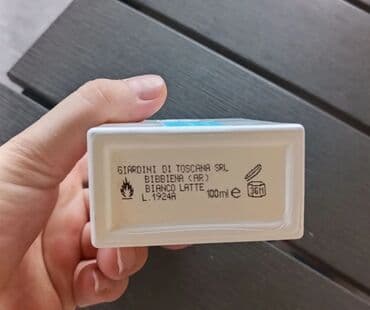 GIARDINI DI TOSCANA SRL
BIBBIENA (AR)
BIANCO LATTE
L.1924A 100ml e 36M